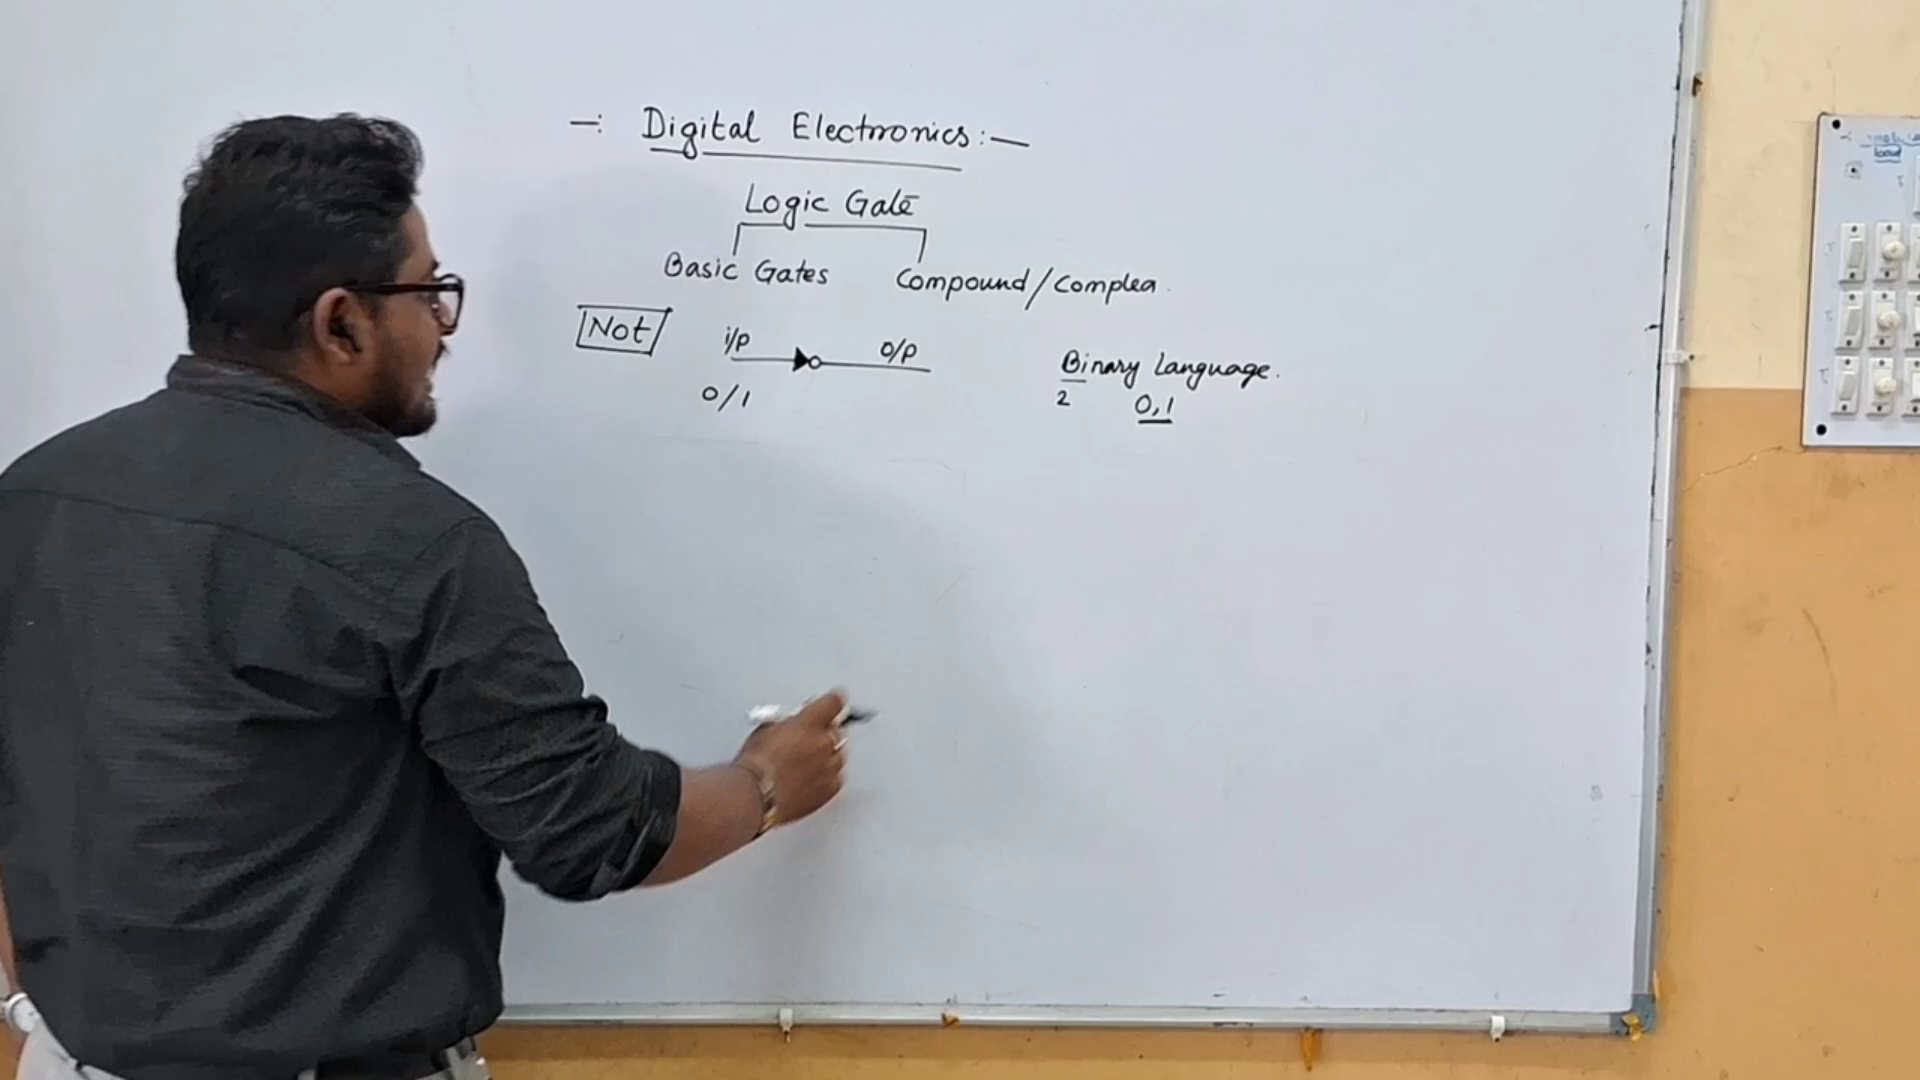 -: Digital Electronics:-
Logic Gate
Basic Gates Compound/Complex.
Not
i/p o/p
0/1
Binary Language.
2 0,1